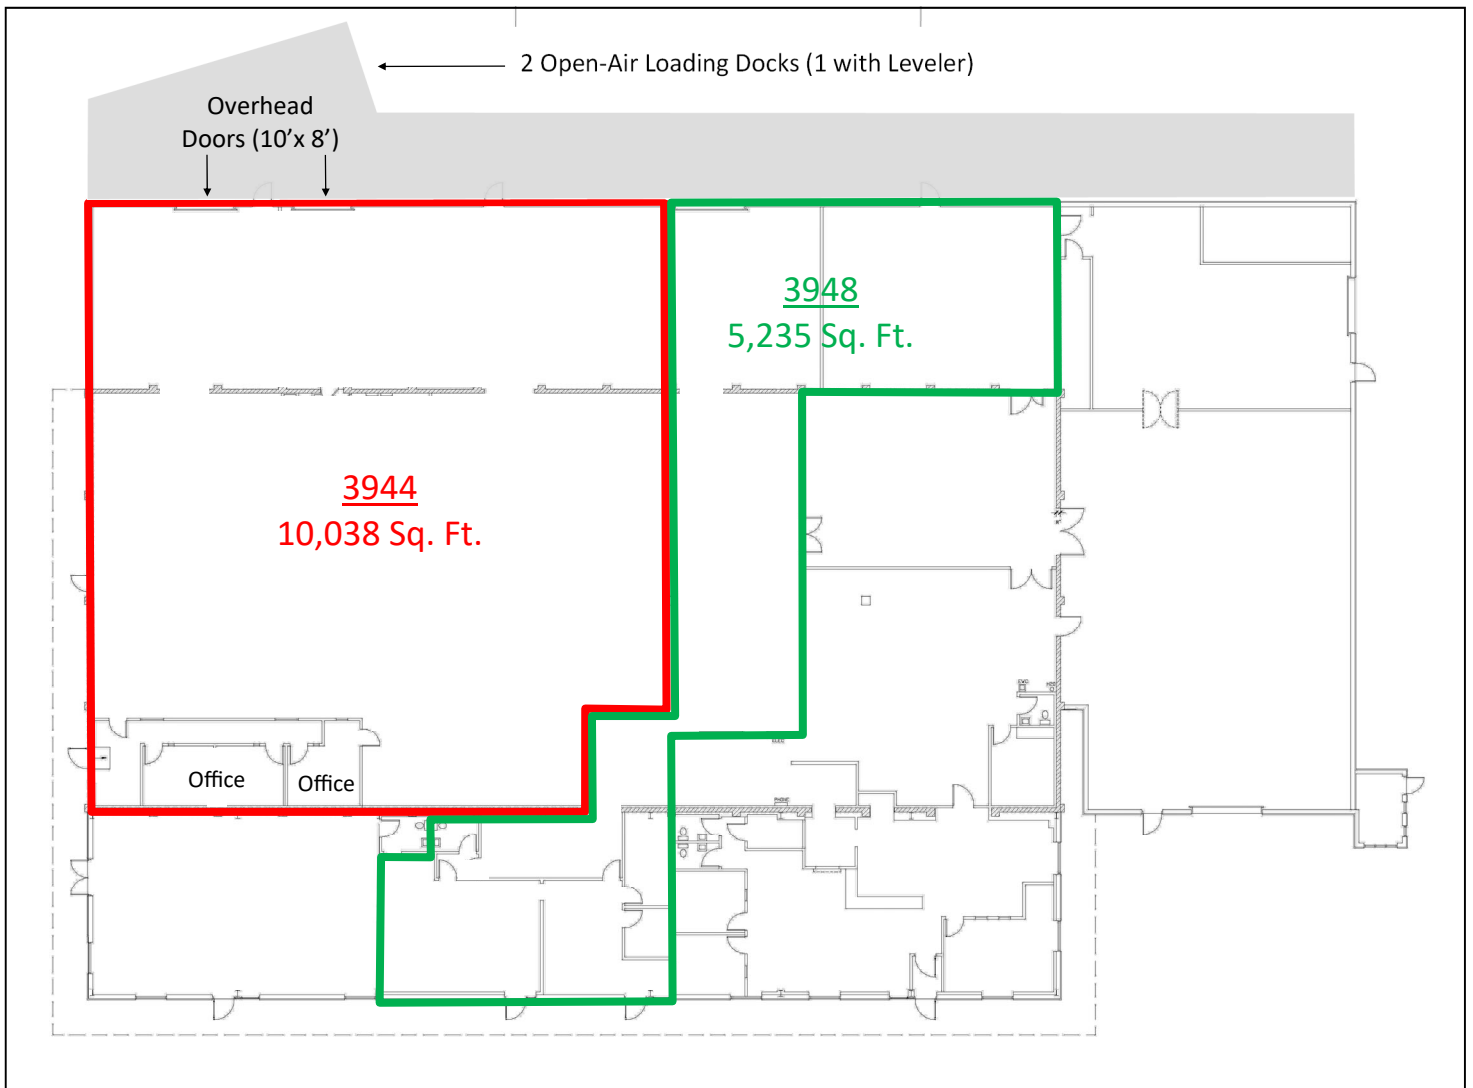 2 Open-Air Loading Docks (1 with Leveler)
Overhead
Doors (10’x 8’)
3948
5,235 Sq. Ft.
3944
10,038 Sq. Ft.
Office
Office